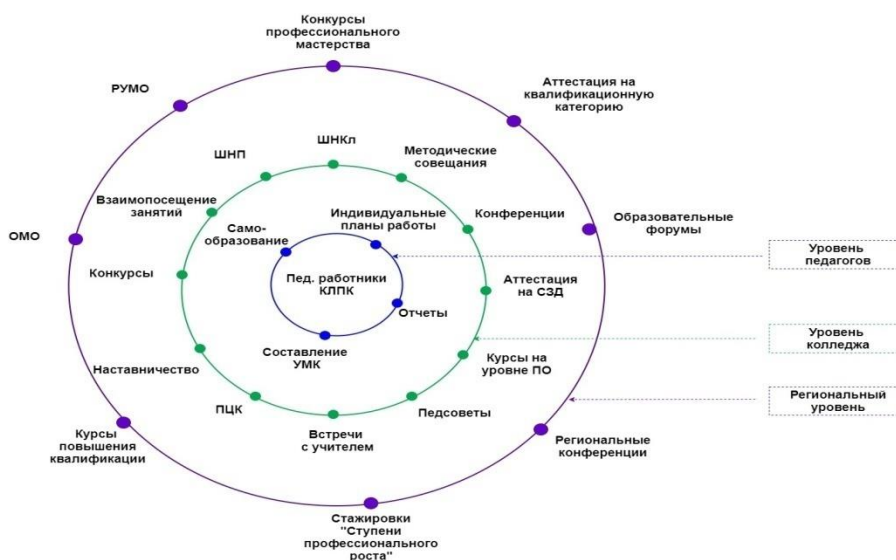 Конкурсы
профессионального
мастерства
РУМО
Аттестация на
квалификационную
категорию
ШНКл
ШНП
Методические
совещания
Взаимопосещение
занятий
Само-
образование
Индивидуальные
планы работы
Конференции
Образовательные
форумы
ОМО
Уровень
педагогов
Конкурсы
Пед. работники
КЛПК
Аттестация
на СЗД
Отчеты
Составление
УМК
Уровень
колледжа
Наставничество
Курсы на
уровне ПО
Региональный
уровень
ПЦК
Педсоветы
Встречи
с учителем
Курсы
повышения
квалификации
Региональные
конференции
Стажировки
"Ступени
профессионального
роста"